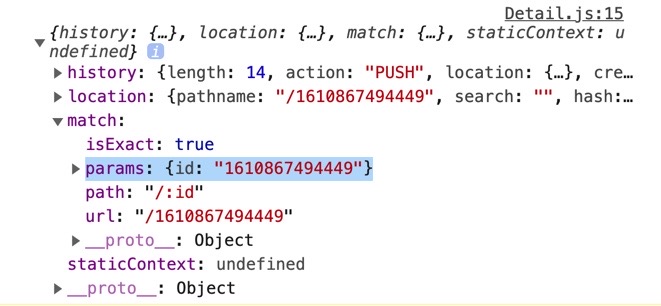 Detail.js:15
▼{history: {…}, location: {…}, match: {…}, staticContext: u
ndefined} i
▶history: {length: 14, action: "PUSH", location: {…}, cre…
▶location: {pathname: "/1610867494449", search: "", hash:…
▼match:
isExact: true
▶params: {id: "1610867494449"}
path: "/:id"
url: "/1610867494449"
▶__proto__: Object
staticContext: undefined
▶__proto__: Object